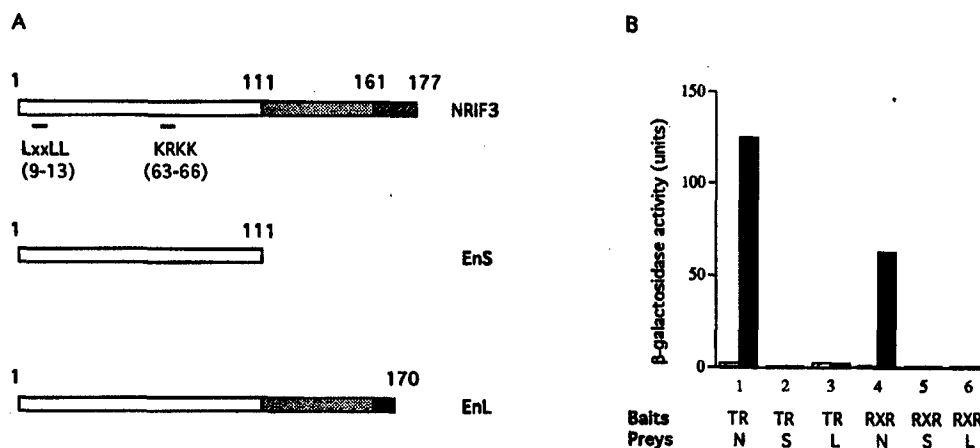 A
1 111 161 177
NRIF3
LxxLL KRKK
(9-13) (63-66)
1 111
EnS
1 170
EnL
B
β-galactosidase activity (units)
150
100
50
0
1 2 3 4 5 6
Baits TR TR TR RXR RXR RXR
Preys N S L N S L